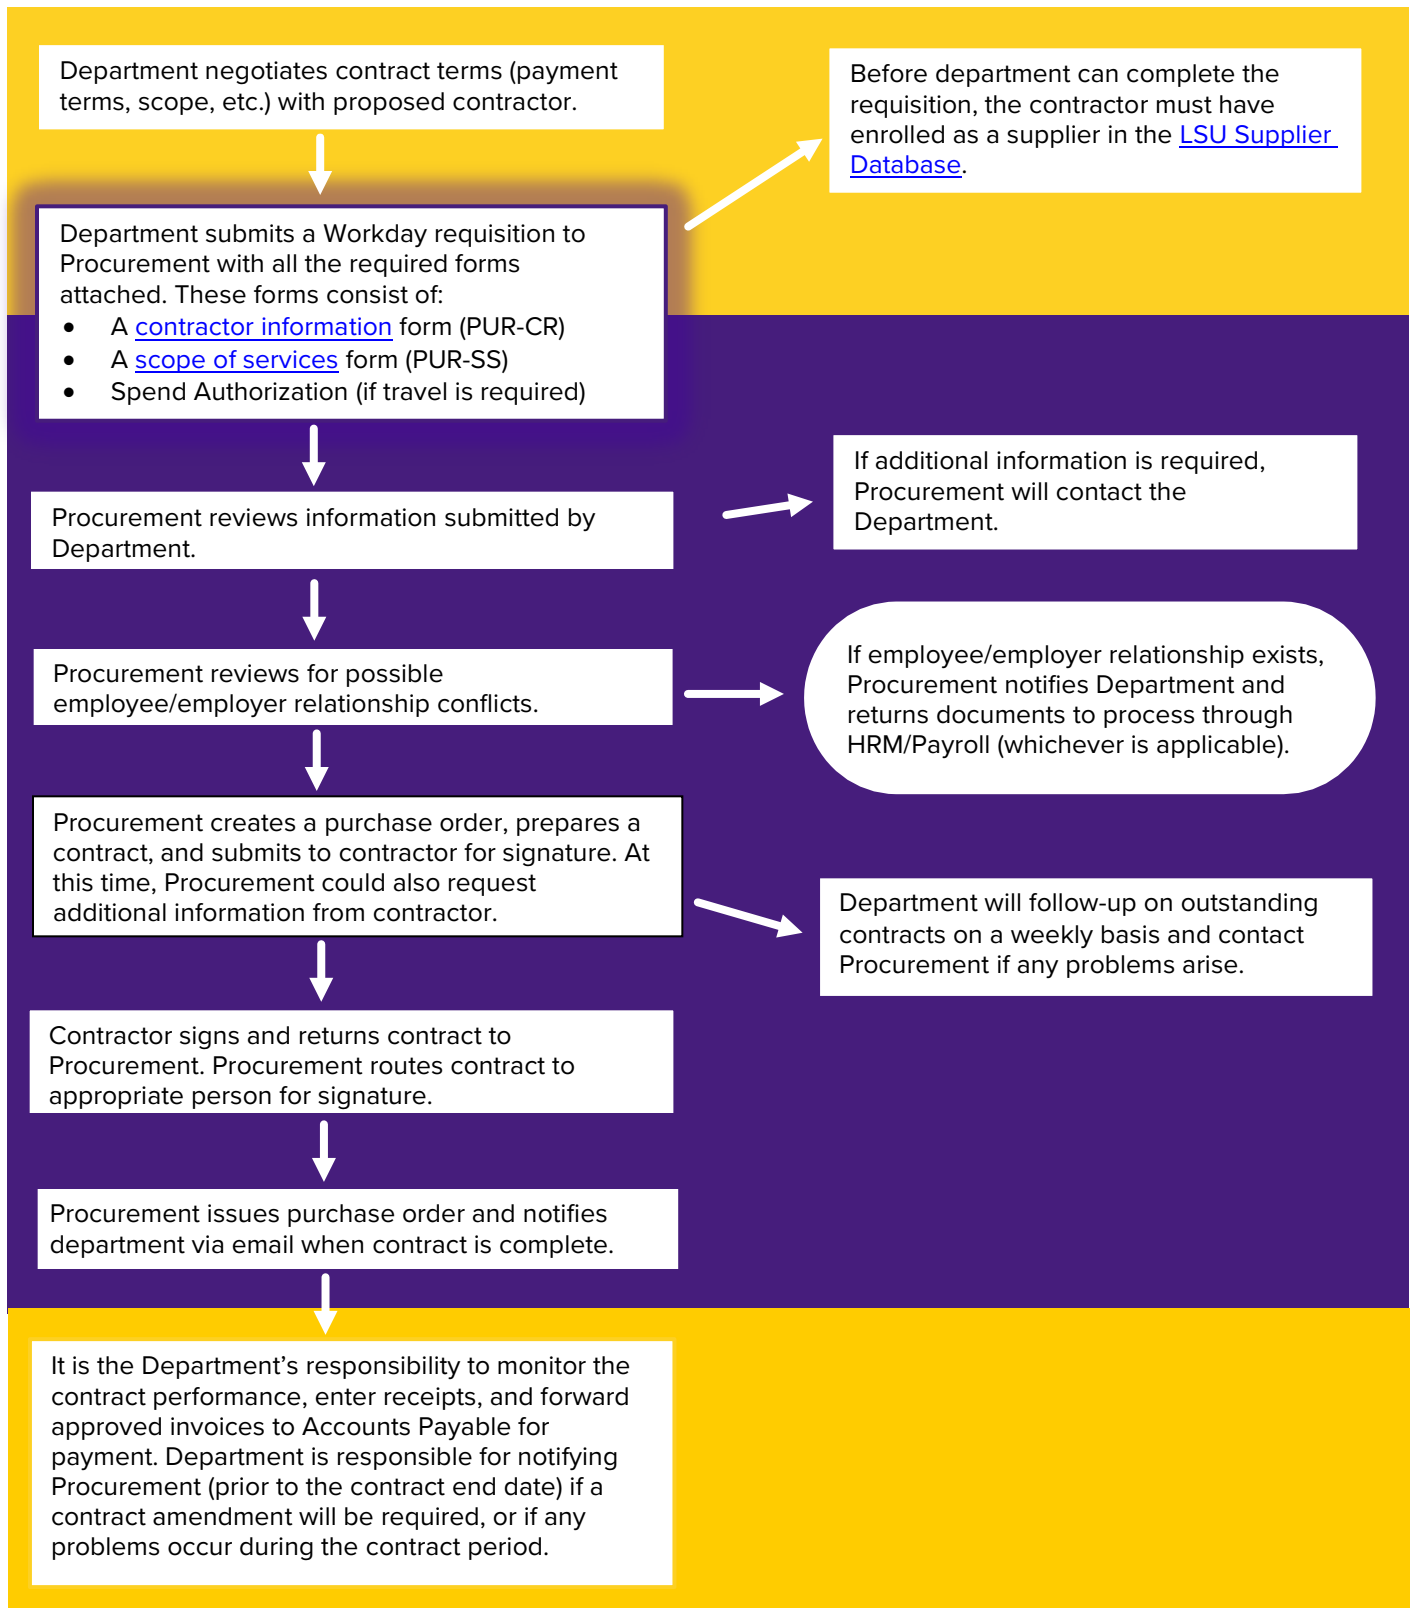 Department negotiates contract terms (payment
terms, scope, etc.) with proposed contractor.
Before department can complete the
requisition, the contractor must have
enrolled as a supplier in the LSU Supplier
Database.
Department submits a Workday requisition to
Procurement with all the required forms
attached. These forms consist of:
• A contractor information form (PUR-CR)
• A scope of services form (PUR-SS)
• Spend Authorization (if travel is required)
If additional information is required,
Procurement will contact the
Department.
Procurement reviews information submitted by
Department.
Procurement reviews for possible
employee/employer relationship conflicts.
If employee/employer relationship exists,
Procurement notifies Department and
returns documents to process through
HRM/Payroll (whichever is applicable).
Procurement creates a purchase order, prepares a
contract, and submits to contractor for signature. At
this time, Procurement could also request
additional information from contractor.
Department will follow-up on outstanding
contracts on a weekly basis and contact
Procurement if any problems arise.
Contractor signs and returns contract to
Procurement. Procurement routes contract to
appropriate person for signature.
Procurement issues purchase order and notifies
department via email when contract is complete.
It is the Department’s responsibility to monitor the
contract performance, enter receipts, and forward
approved invoices to Accounts Payable for
payment. Department is responsible for notifying
Procurement (prior to the contract end date) if a
contract amendment will be required, or if any
problems occur during the contract period.